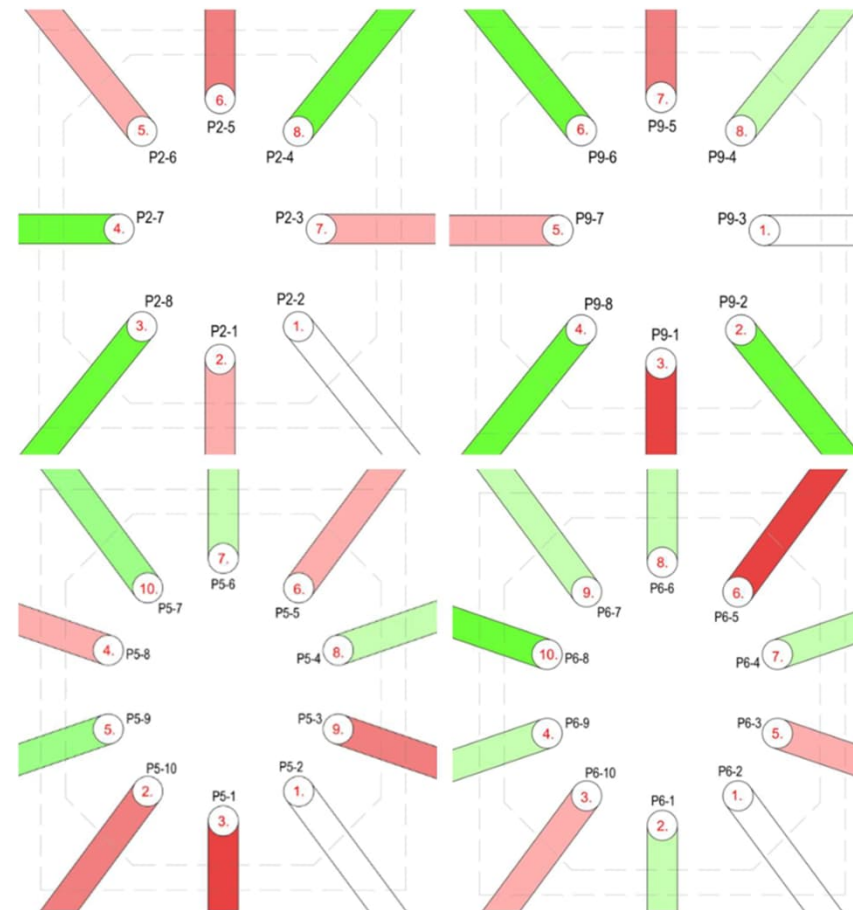 6.
P2-5
5.
P2-6
8.
P2-4
4.
P2-7
P2-3
7.
P2-8
3.
P2-2
1.
P2-1
2.
7.
P9-5
6.
P9-6
8.
P9-4
P9-7
5.
P9-3
1.
P9-8
4.
P9-2
2.
P9-1
3.
7.
P5-6
10.
P5-7
6.
P5-5
4.
P5-8
P5-4
8.
P5-9
5.
P5-3
9.
P5-10
2.
P5-2
1.
P5-1
3.
8.
P6-6
9.
P6-7
6.
P6-5
10.
P6-8
P6-4
7.
P6-9
4.
P6-3
5.
P6-10
3.
P6-2
1.
P6-1
2.